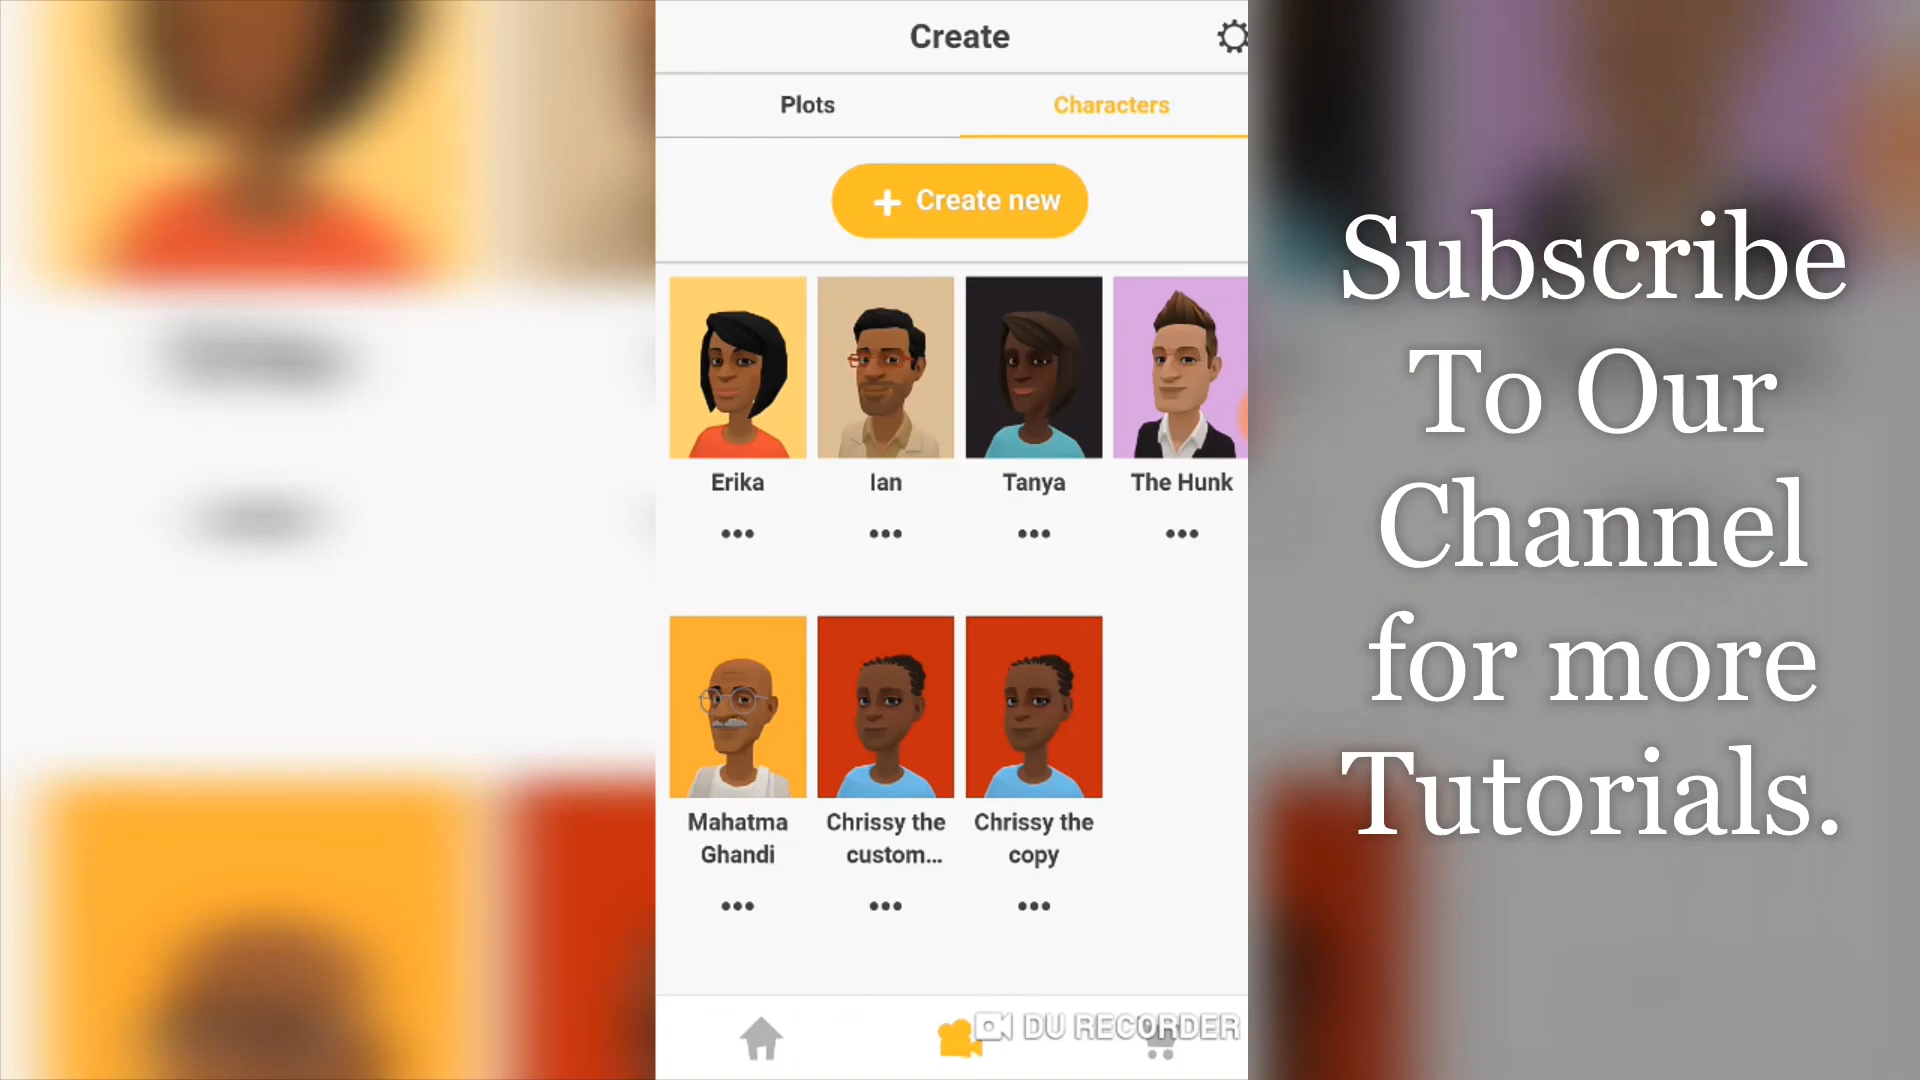 Create
Plots
Characters
+ Create new
Erika
Ian
Tanya
The Hunk
Mahatma
Ghandi
Chrissy the
custom...
Chrissy the
copy
DU RECORDER
Subscribe
To Our
Channel
for more
Tutorials.